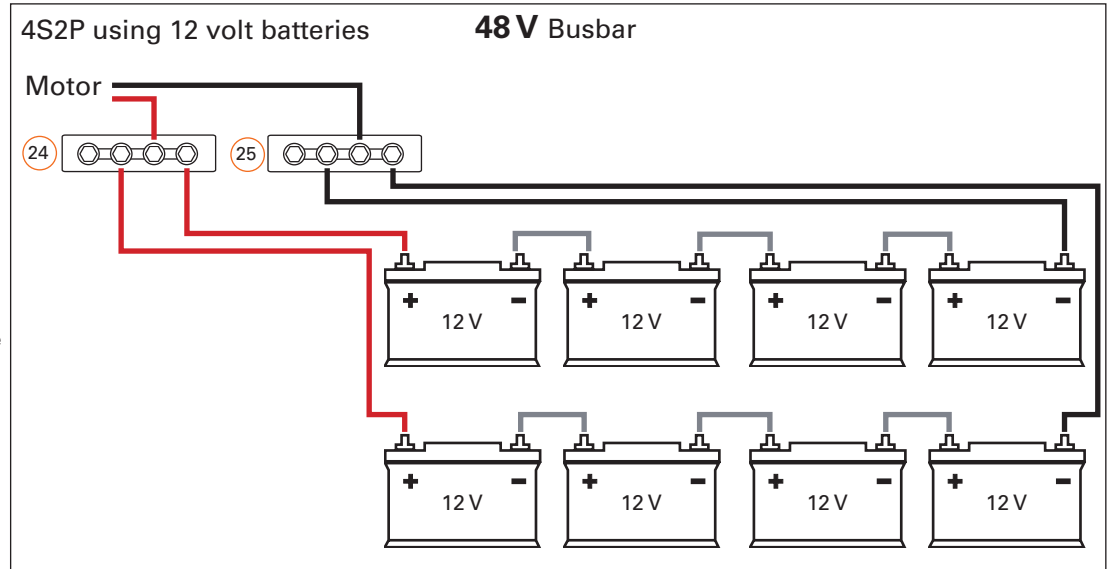 4S2P using 12 volt batteries 48 V Busbar
Motor
24 25
+ - + - + - + -
12 V 12 V 12 V 12 V
+ - + - + - + -
12 V 12 V 12 V 12 V